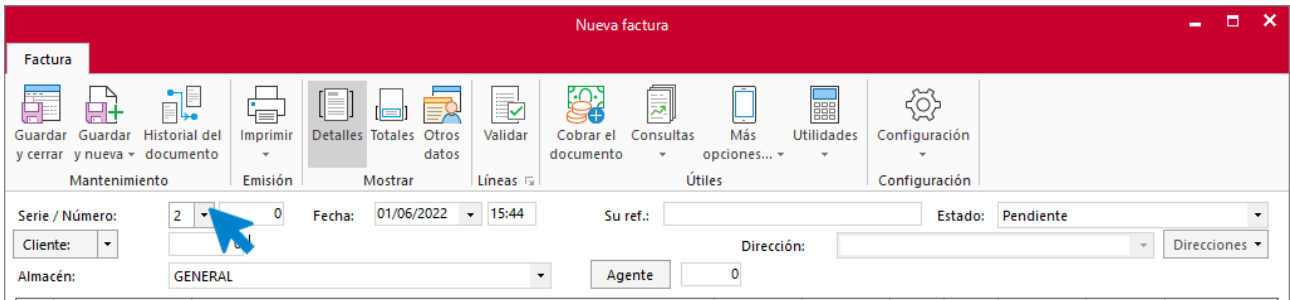 Nueva factura
Factura
Guardar y cerrar
Guardar y nueva
Historial del documento
Imprimir
Detalles
Totales
Otros datos
Validar
Cobrar el documento
Consultas
Más opciones...
Utilidades
Configuración
Mantenimiento
Emisión
Mostrar
Líneas
Útiles
Configuración
Serie / Número: 2 0 Fecha: 01/06/2022 15:44 Su ref.: Estado: Pendiente
Cliente: Dirección: Direcciones
Almacén: GENERAL Agente 0